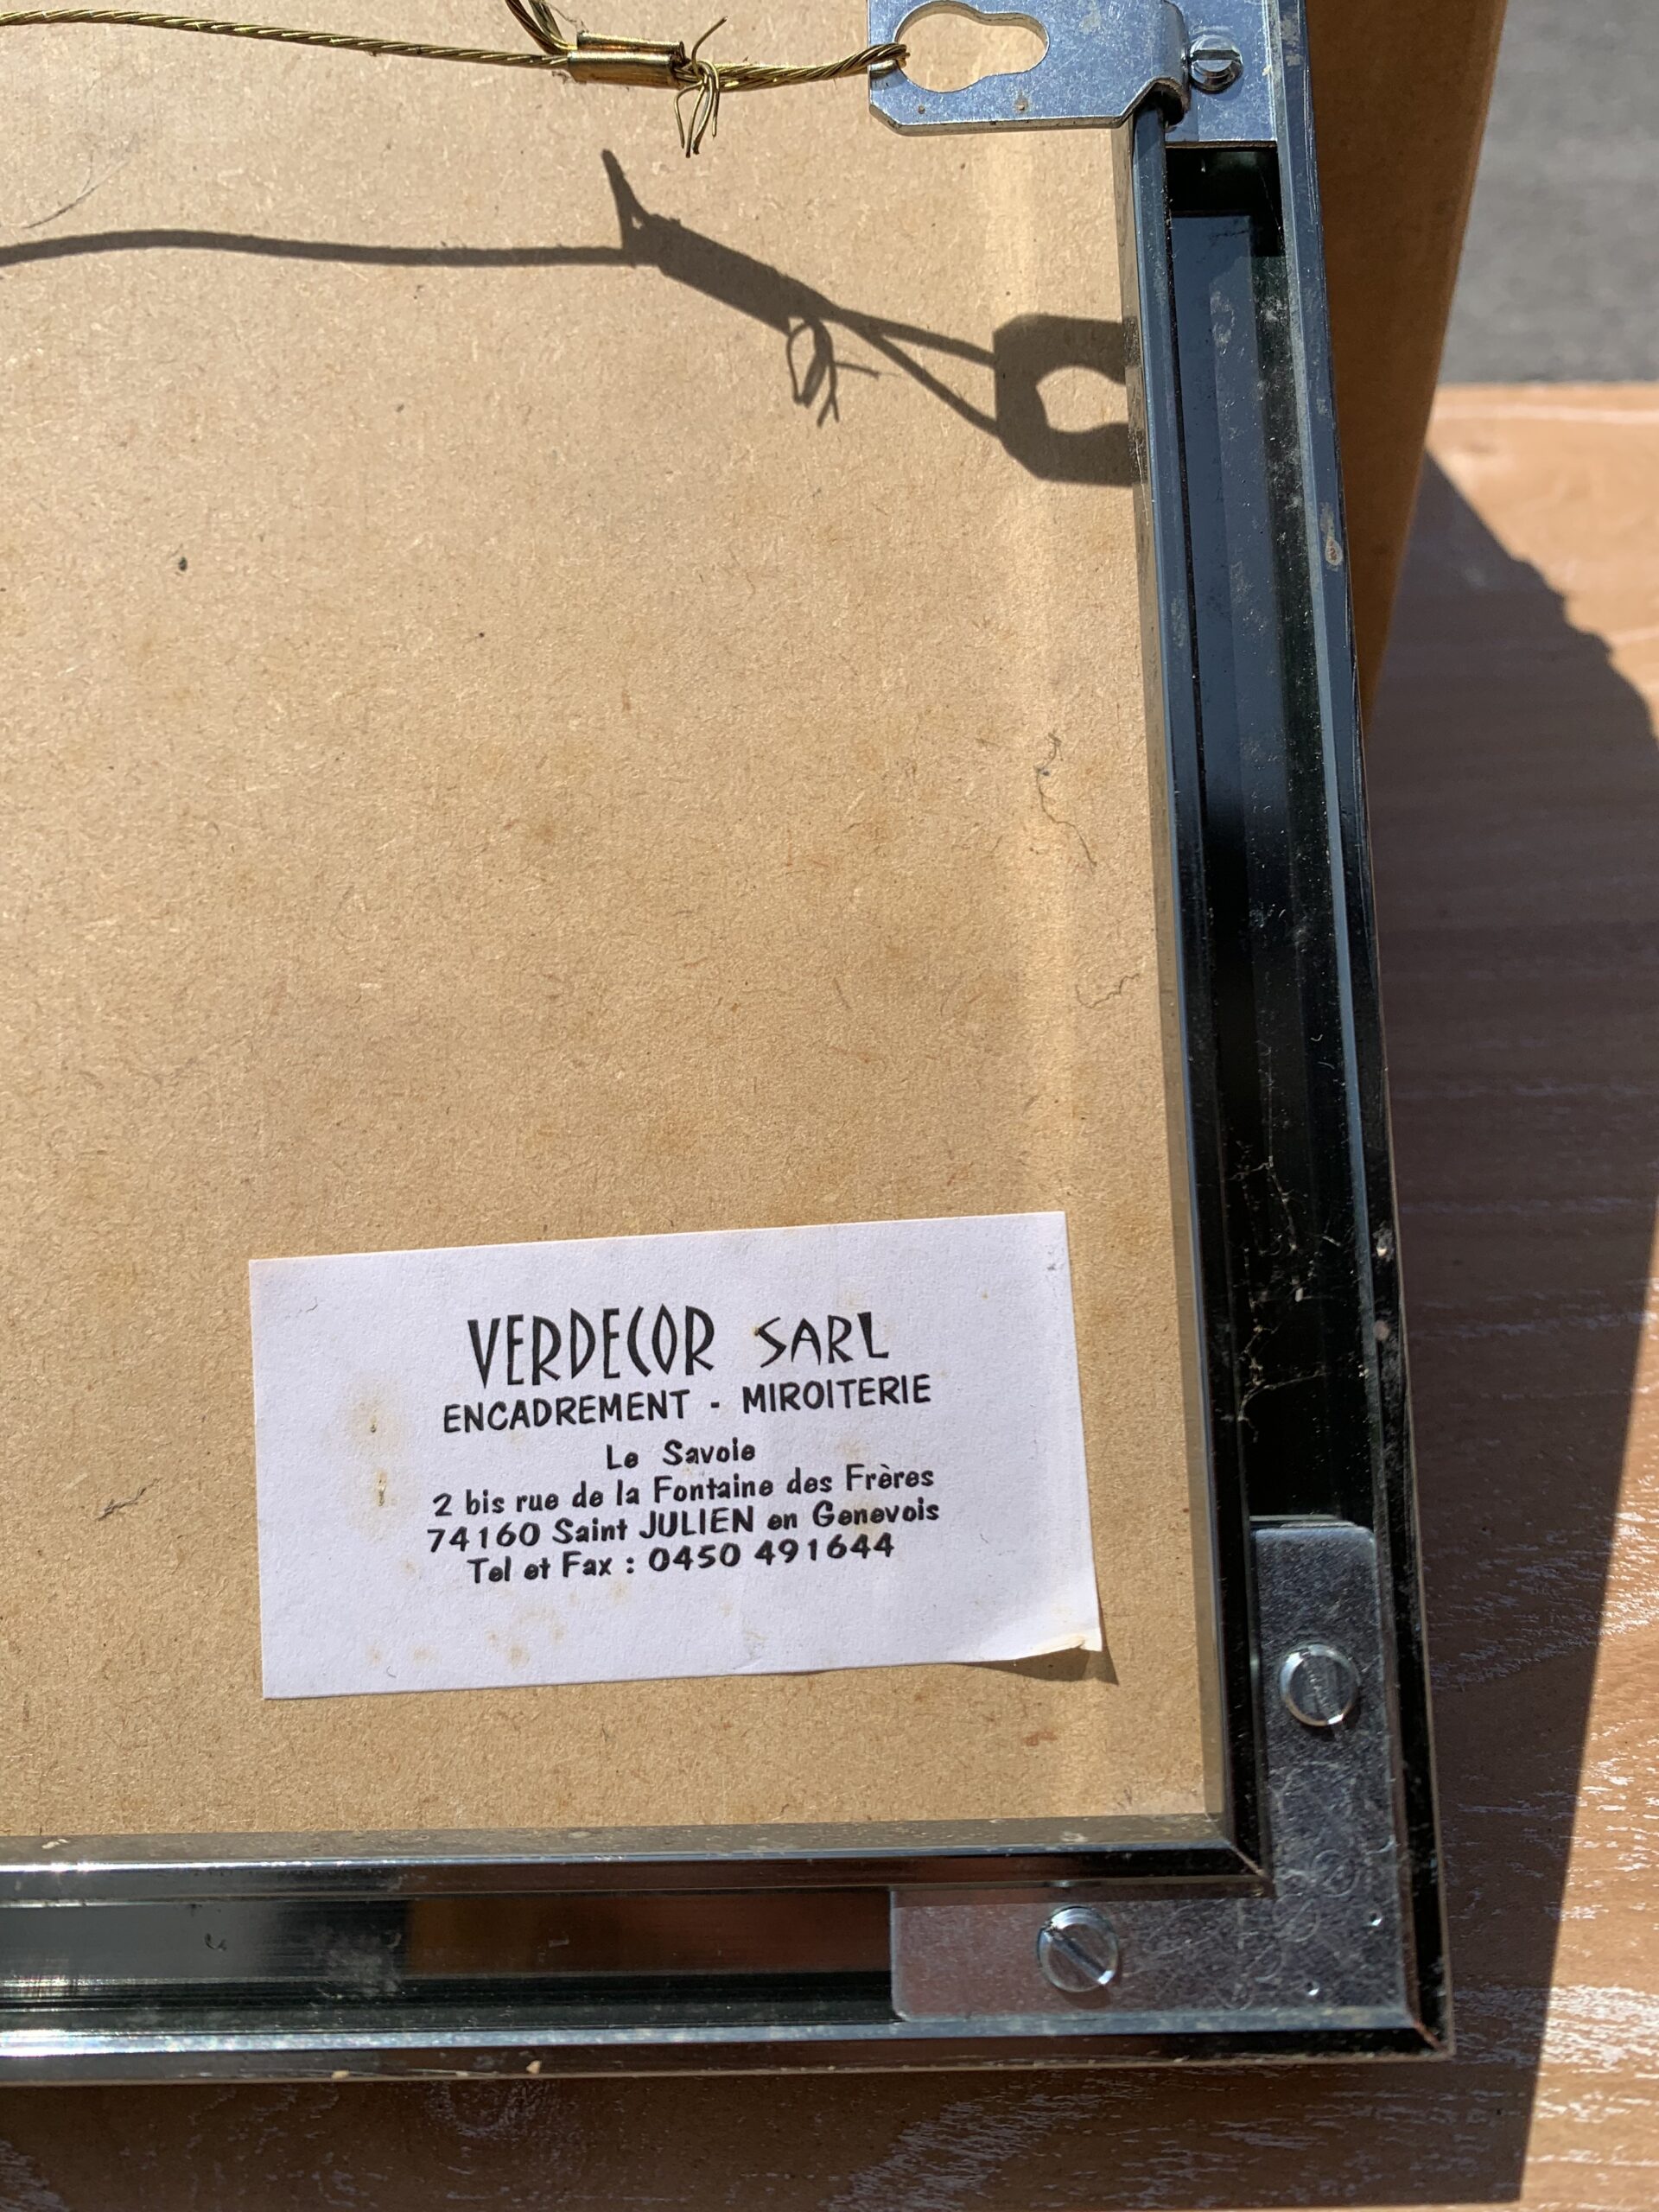 VERDECOR SARL
ENCADREMENT - MIROITERIE
Le Savoie
2 bis rue de la Fontaine des Frères
74160 Saint JULIEN en Genevois
Tel et Fax : 0450 491644